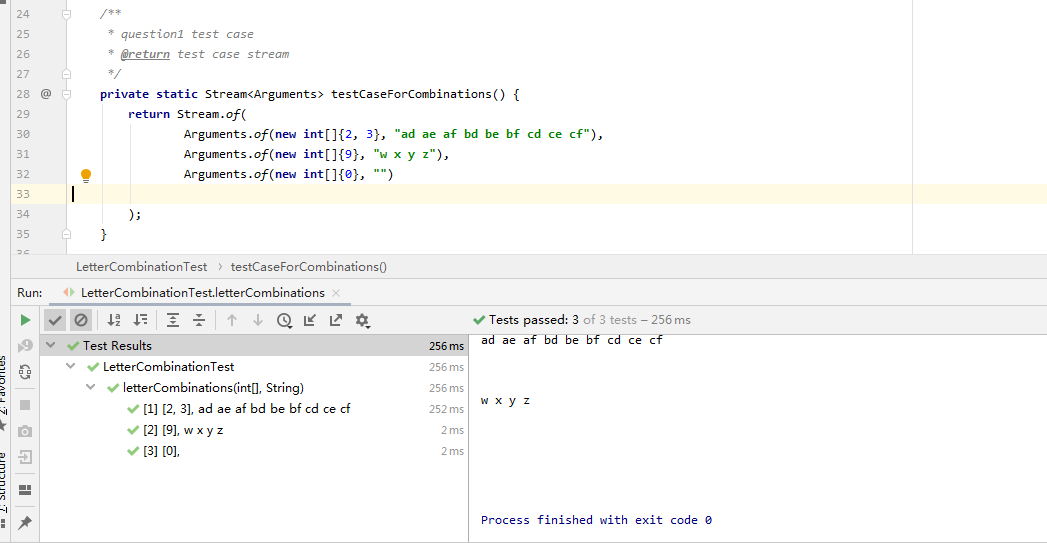 24 /**
25 * question1 test case
26 * @return test case stream
27 */
28 @ private static Stream<Arguments> testCaseForCombinations() {
29 return Stream.of(
30 Arguments.of(new int[]{2, 3}, "ad ae af bd be bf cd ce cf"),
31 Arguments.of(new int[]{9}, "w x y z"),
32 Arguments.of(new int[]{0}, "")
33
34 );
35 }
36
LetterCombinationTest › testCaseForCombinations()
Run: LetterCombinationTest.letterCombinations ×
Tests passed: 3 of 3 tests – 256 ms
Test Results 256 ms
LetterCombinationTest 256 ms
letterCombinations(int[], String) 256 ms
[1] [2, 3], ad ae af bd be bf cd ce cf 252 ms
[2] [9], w x y z 2 ms
[3] [0], 2 ms
ad ae af bd be bf cd ce cf
w x y z
Process finished with exit code 0
2: Favorites
Z: Structure